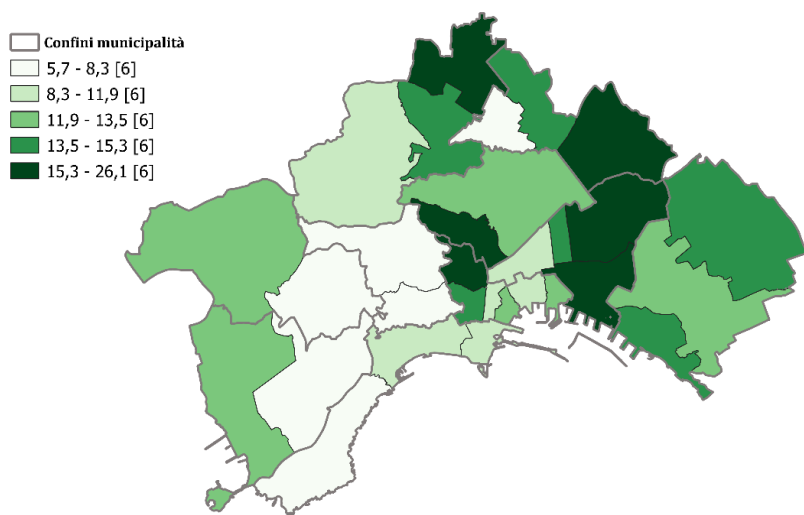 Confini municipalità
5,7 - 8,3 [6]
8,3 - 11,9 [6]
11,9 - 13,5 [6]
13,5 - 15,3 [6]
15,3 - 26,1 [6]